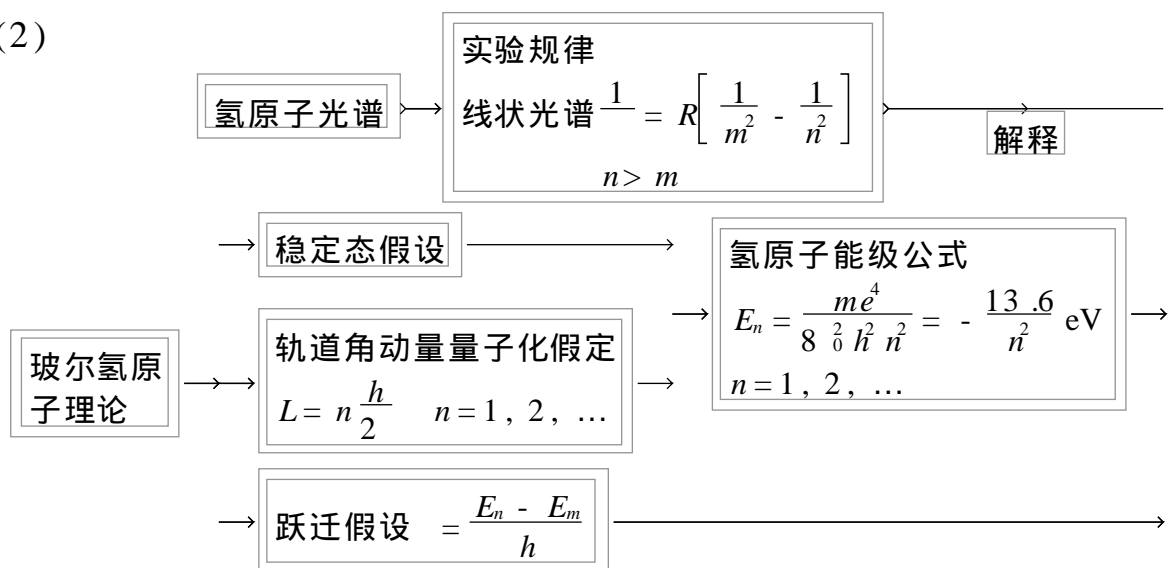 (2)
氢原子光谱
实验规律
线状光谱 1/ = R[ 1/m² - 1/n² ]
n > m
解释
稳定态假设
玻尔氢原
子理论
轨道角动量量子化假定
L = n h/2 n = 1 , 2 , …
氢原子能级公式
Eₙ = me⁴/8 ²₀ h² n² = - 13 .6/n² eV
n = 1 , 2 , …
跃迁假设 = Eₙ - Eₘ/h